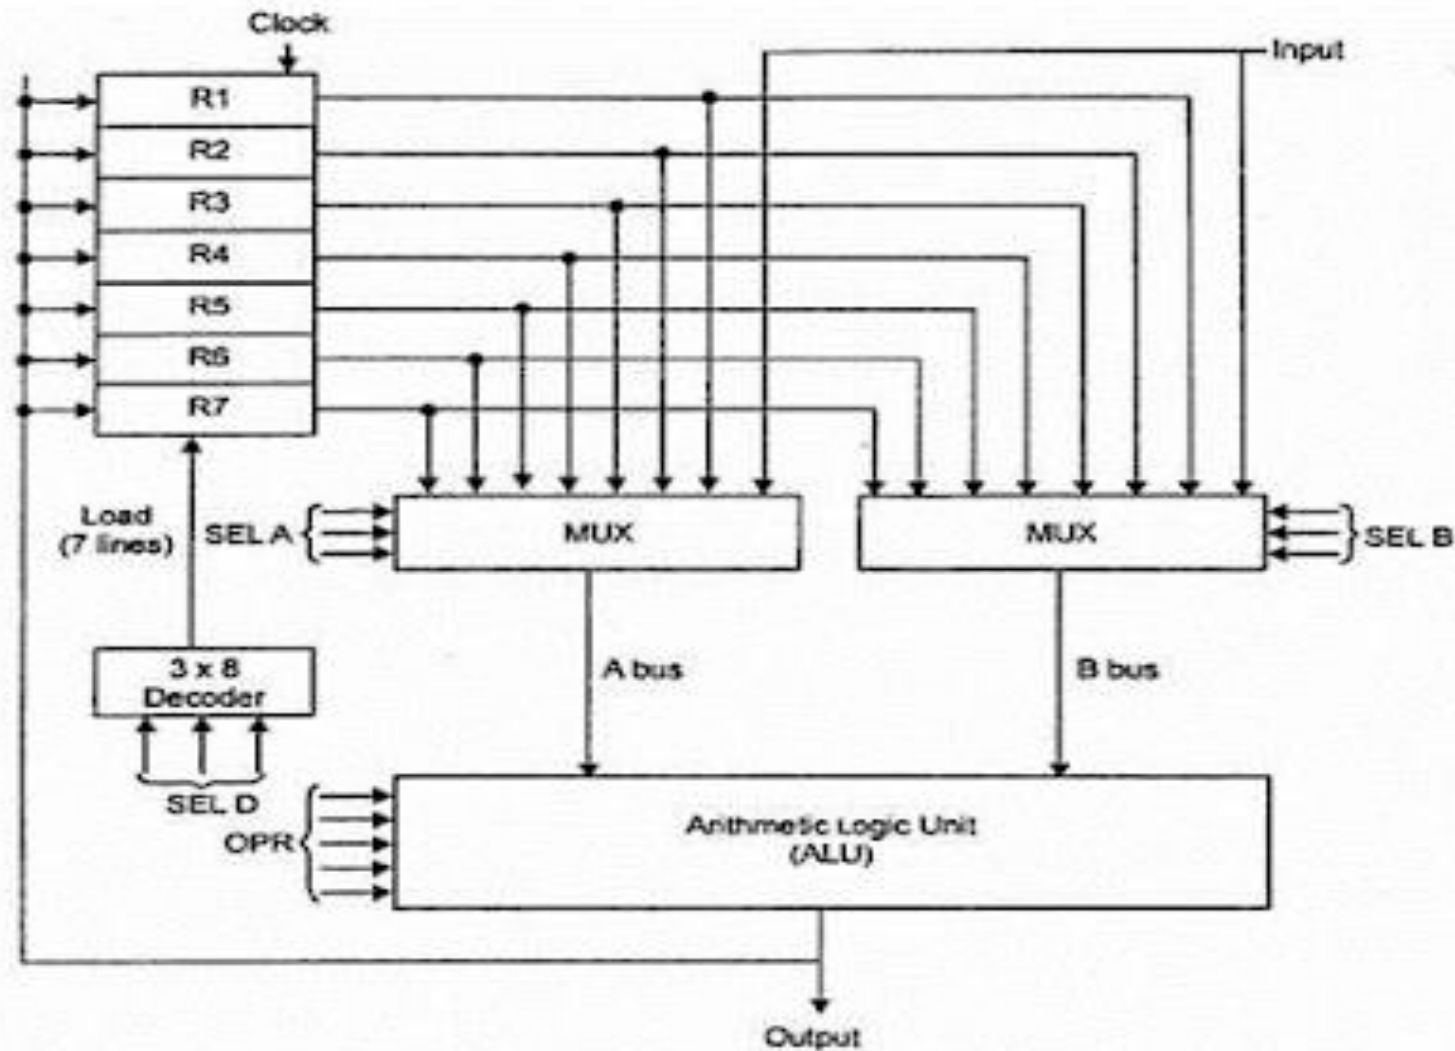 Clock
Input
R1
R2
R3
R4
R5
R6
R7
Load
(7 lines)
SEL A
MUX
MUX
SEL B
3 x 8
Decoder
A bus
B bus
SEL D
OPR
Arithmetic Logic Unit
(ALU)
Output